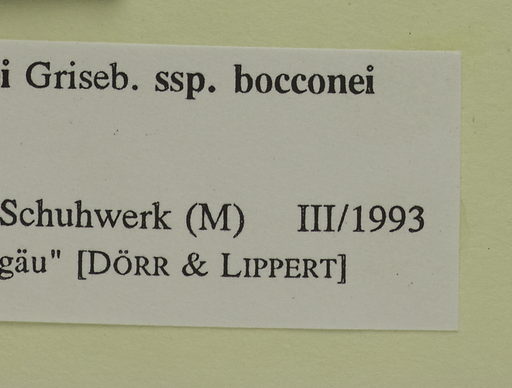 i Griseb. ssp. bocconei
Schuhwerk (M) III/1993
gäu" [DÖRR & LIPPERT]